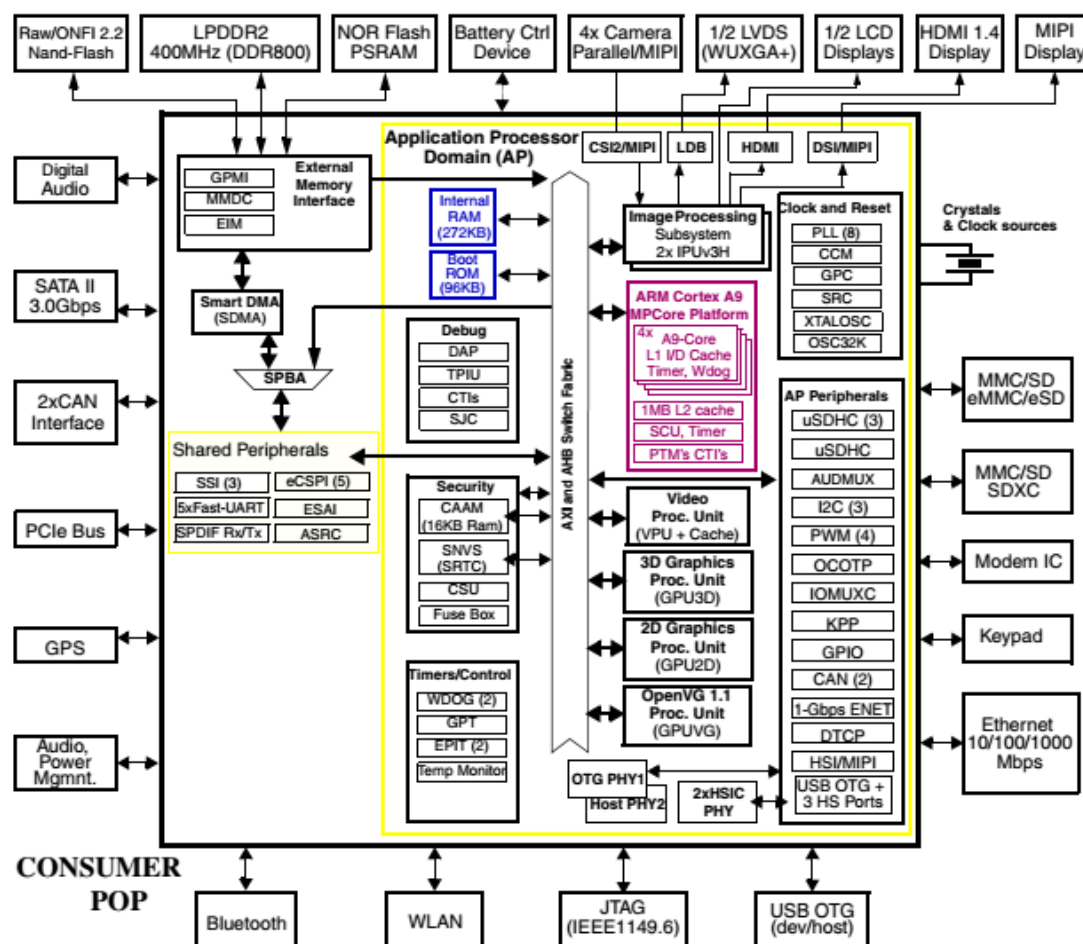 Raw/ONFI 2.2
Nand-Flash
LPDDR2
400MHz (DDR800)
NOR Flash
PSRAM
Battery Ctrl
Device
4x Camera
Parallel/MIPI
1/2 LVDS
(WUXGA+)
1/2 LCD
Displays
HDMI 1.4
Display
MIPI
Display
Digital
Audio
SATA II
3.0Gbps
2xCAN
Interface
PCIe Bus
GPS
Audio,
Power
Mgmnt.
External
Memory
Interface
GPMI
MMDC
EIM
Smart DMA
(SDMA)
SPBA
Shared Peripherals
SSI (3)
eCSPI (5)
5xFast-UART
ESAI
SPDIF Rx/Tx
ASRC
Application Processor
Domain (AP)
Internal
RAM
(272KB)
Boot
ROM
(96KB)
Debug
DAP
TPIU
CTIs
SJC
Security
CAAM
(16KB Ram)
SNVS
(SRTC)
CSU
Fuse Box
Timers/Control
WDOG (2)
GPT
EPIT (2)
Temp Monitor
AXI and AHB Switch Fabric
CSI2/MIPI
LDB
HDMI
DSI/MIPI
Image Processing
Subsystem
2x IPUv3H
ARM Cortex A9
MPCore Platform
4x
A9-Core
L1 I/D Cache
Timer, Wdog
1MB L2 cache
SCU, Timer
PTM's CTI's
Video
Proc. Unit
(VPU + Cache)
3D Graphics
Proc. Unit
(GPU3D)
2D Graphics
Proc. Unit
(GPU2D)
OpenVG 1.1
Proc. Unit
(GPUVG)
OTG PHY1
Host PHY2
2xHSIC
PHY
Clock and Reset
PLL (8)
CCM
GPC
SRC
XTALOSC
OSC32K
AP Peripherals
uSDHC (3)
uSDHC
AUDMUX
I2C (3)
PWM (4)
OCOTP
IOMUXC
KPP
GPIO
CAN (2)
1-Gbps ENET
DTCP
HSI/MIPI
USB OTG +
3 HS Ports
Crystals
& Clock sources
MMC/SD
eMMC/eSD
MMC/SD
SDXC
Modem IC
Keypad
Ethernet
10/100/1000
Mbps
CONSUMER
POP
Bluetooth
WLAN
JTAG
(IEEE1149.6)
USB OTG
(dev/host)